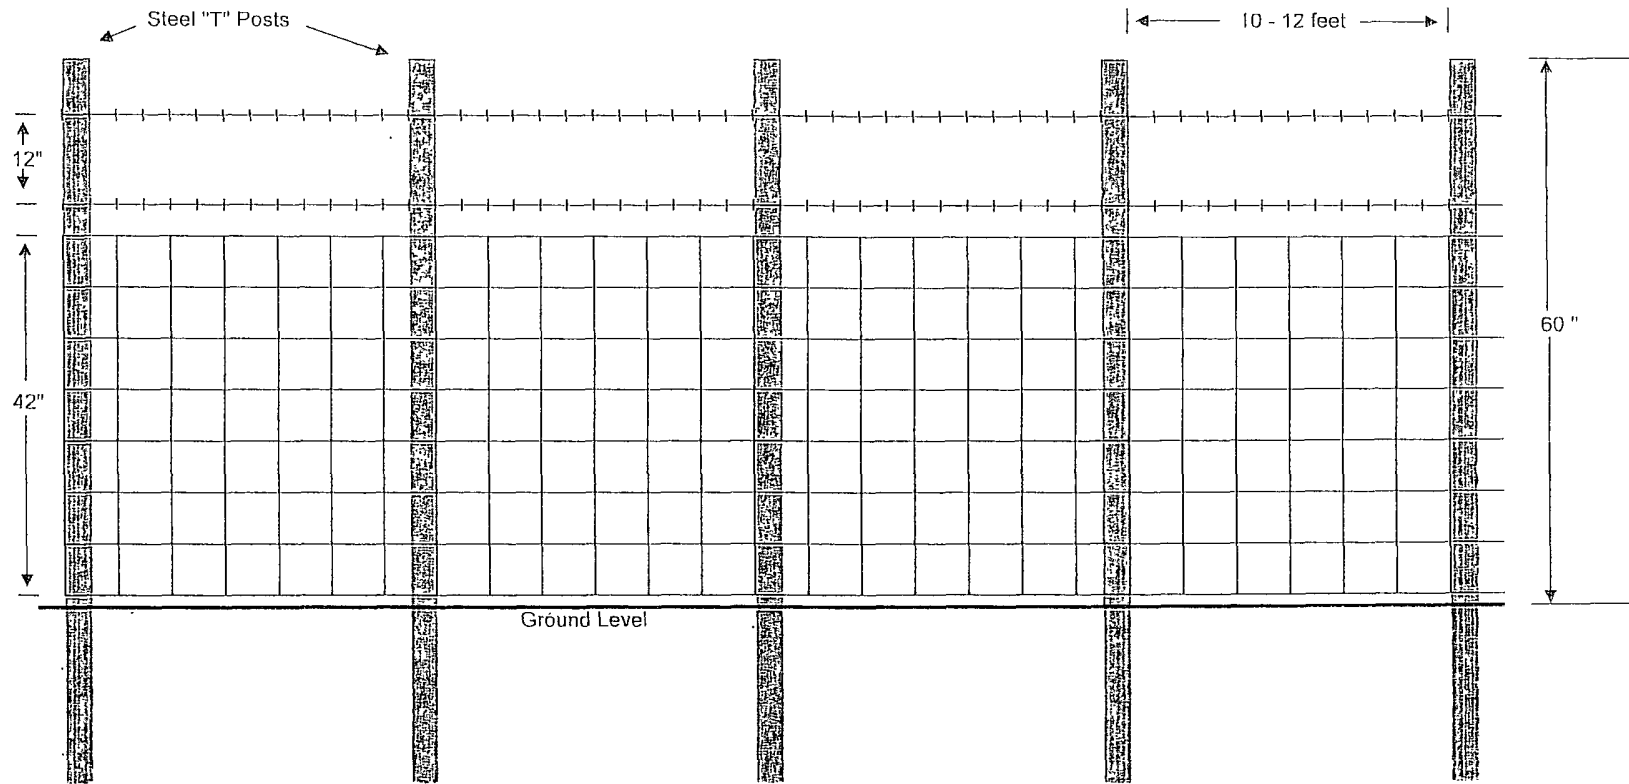 Steel "T" Posts
10 - 12 feet
12"
60 "
42"
Ground Level